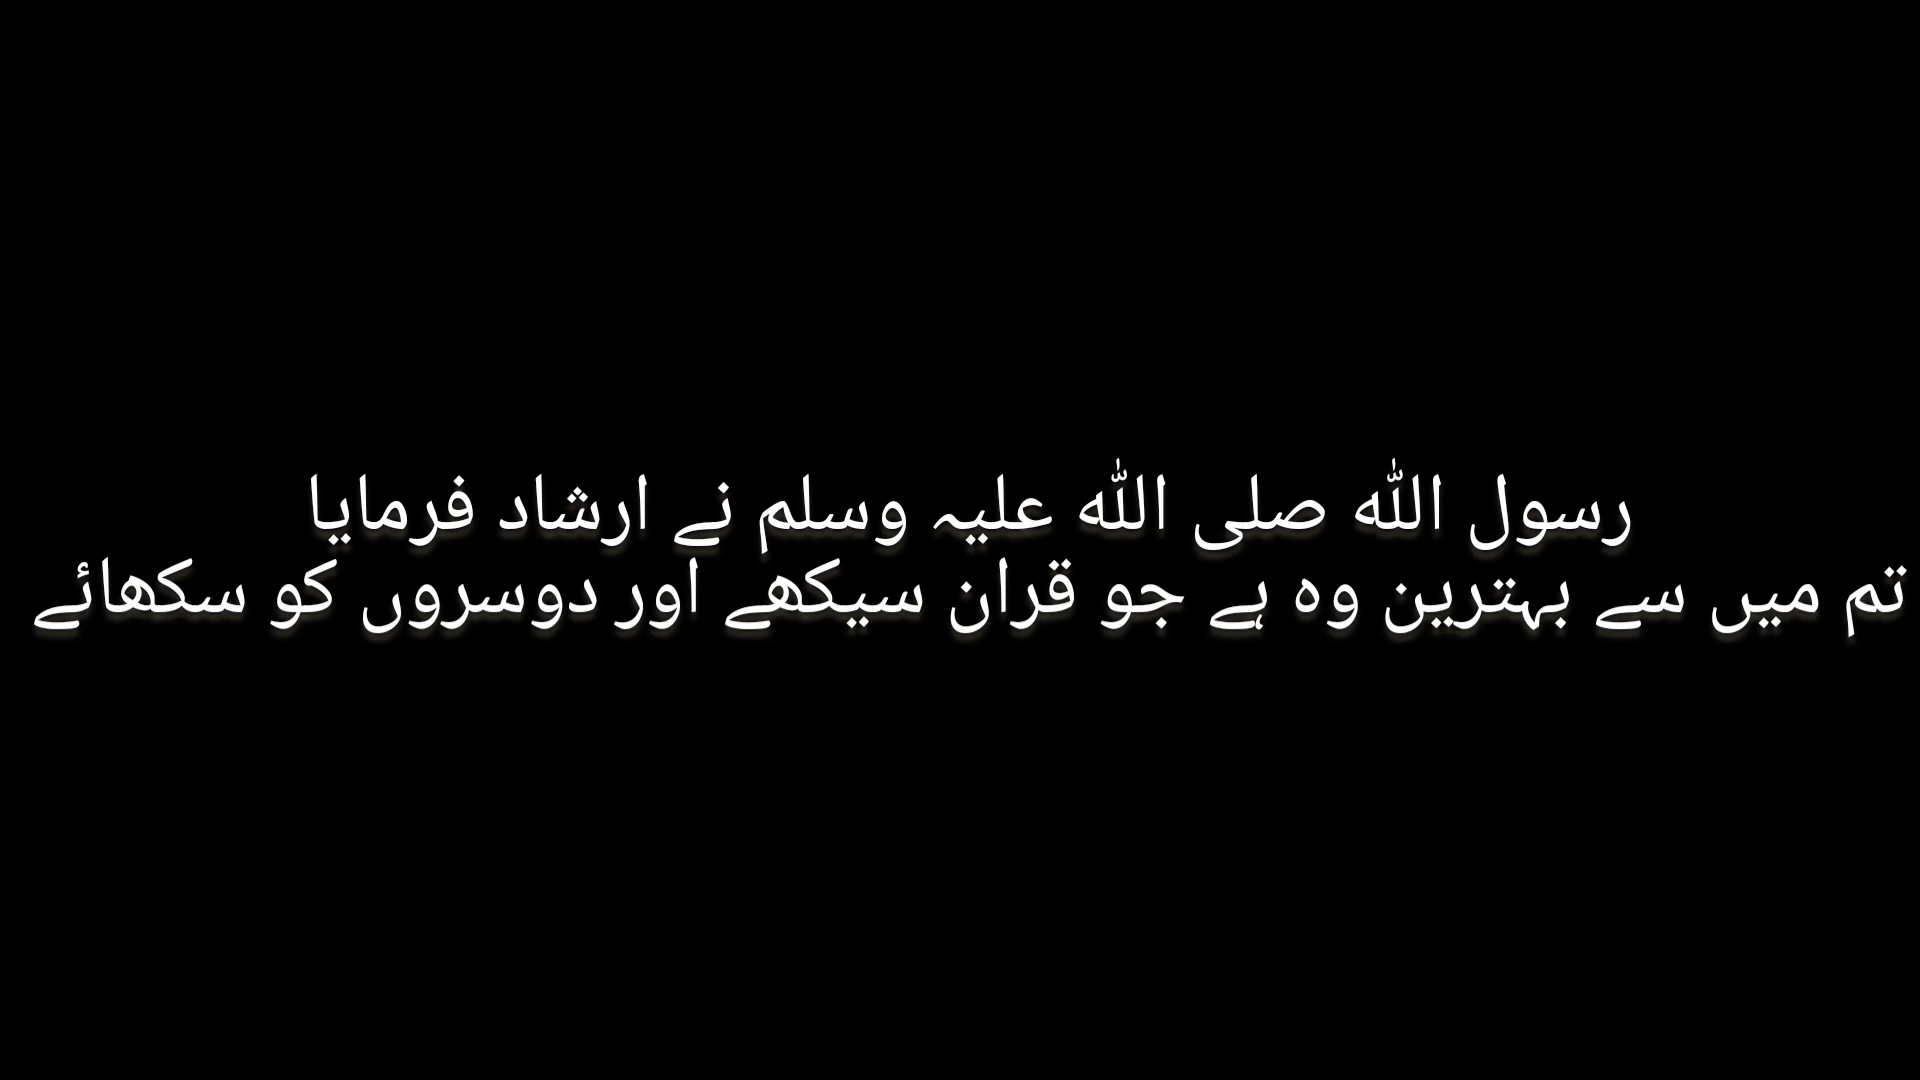 رسول اللہ صلی اللہ علیہ وسلم نے ارشاد فرمایا
تم میں سے بہترین وہ ہے جو قران سیکھے اور دوسروں کو سکھائے